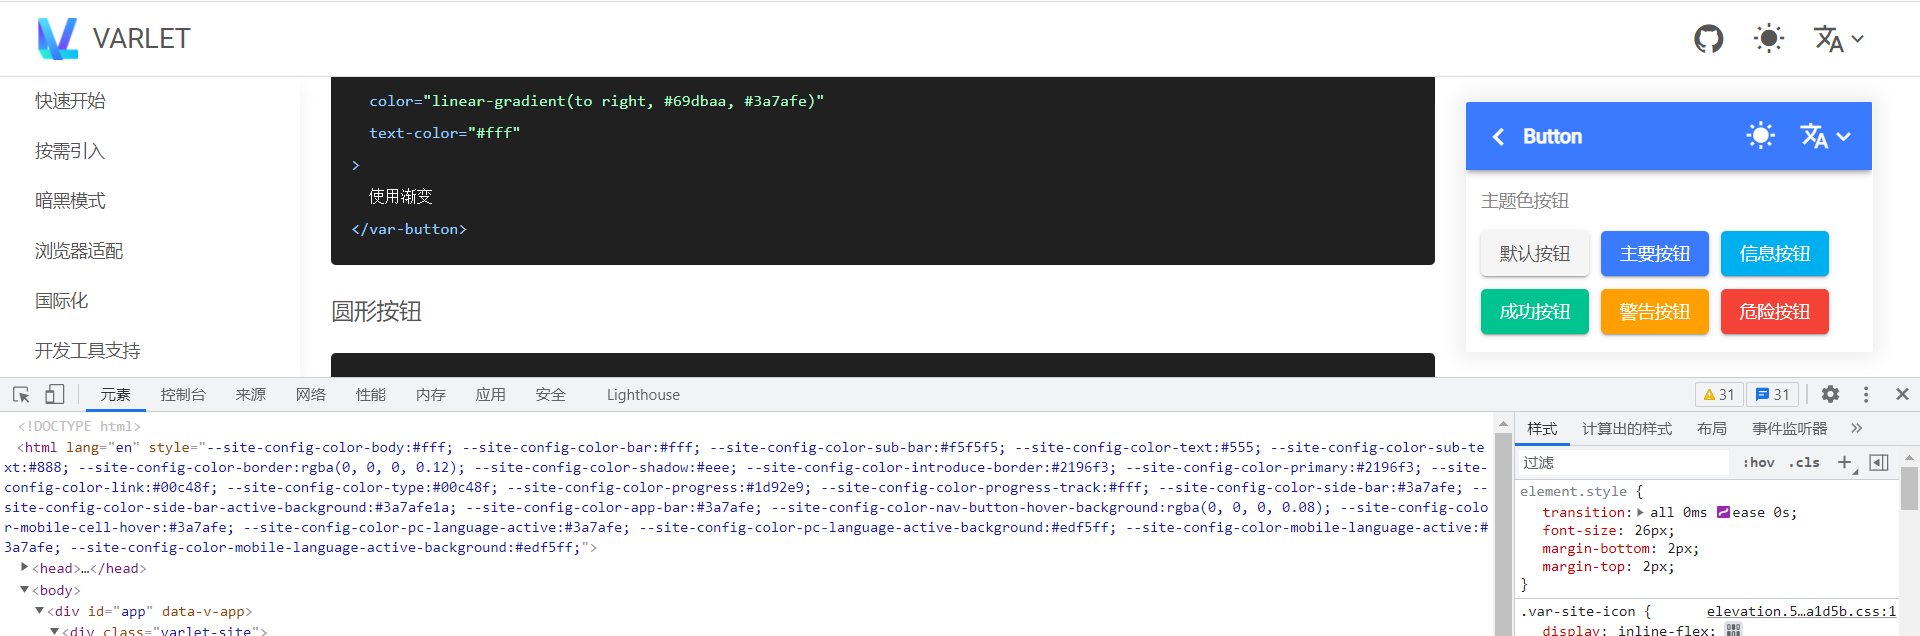 VARLET
快速开始
按需引入
暗黑模式
浏览器适配
国际化
开发工具支持
color="linear-gradient(to right, #69dbaa, #3a7afe)"
text-color="#fff"
>
使用渐变
</var-button>
圆形按钮
Button
主题色按钮
默认按钮 主要按钮 信息按钮
成功按钮 警告按钮 危险按钮
元素 控制台 来源 网络 性能 内存 应用 安全 Lighthouse 31 31
<!DOCTYPE html>
<html lang="en" style="--site-config-color-body:#fff; --site-config-color-bar:#fff; --site-config-color-sub-bar:#f5f5f5; --site-config-color-text:#555; --site-config-color-sub-te
xt:#888; --site-config-color-border:rgba(0, 0, 0, 0.12); --site-config-color-shadow:#eee; --site-config-color-introduce-border:#2196f3; --site-config-color-primary:#2196f3; --site-
config-color-link:#00c48f; --site-config-color-type:#00c48f; --site-config-color-progress:#1d92e9; --site-config-color-progress-track:#fff; --site-config-color-side-bar:#3a7afe; --
site-config-color-side-bar-active-background:#3a7afe1a; --site-config-color-app-bar:#3a7afe; --site-config-color-nav-button-hover-background:rgba(0, 0, 0, 0.08); --site-config-colo
r-mobile-cell-hover:#3a7afe; --site-config-color-pc-language-active:#3a7afe; --site-config-color-pc-language-active-background:#edf5ff; --site-config-color-mobile-language-active:#
3a7afe; --site-config-color-mobile-language-active-background:#edf5ff;">
<head>…</head>
<body>
<div id="app" data-v-app>
<div class="varlet-site">
样式 计算出的样式 布局 事件监听器 »
过滤 :hov .cls +
element.style {
transition: all 0ms ease 0s;
font-size: 26px;
margin-bottom: 2px;
margin-top: 2px;
}
.var-site-icon { elevation.5…a1d5b.css:1
display: inline-flex;